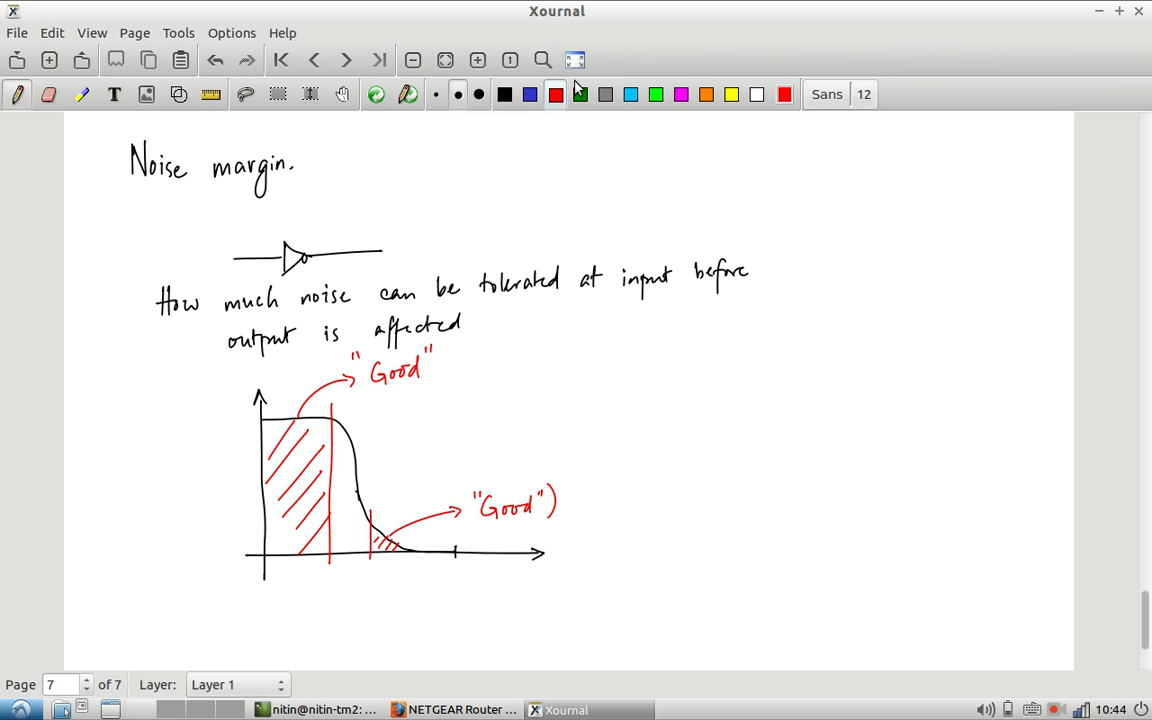 Xournal
File Edit View Page Tools Options Help
Sans 12
Noise margin.
How much noise can be tolerated at input before
output is affected
"Good"
"Good")
Page 7 of 7 Layer: Layer 1
nitin@nitin-tm2: ... NETGEAR Router ... Xournal 10:44